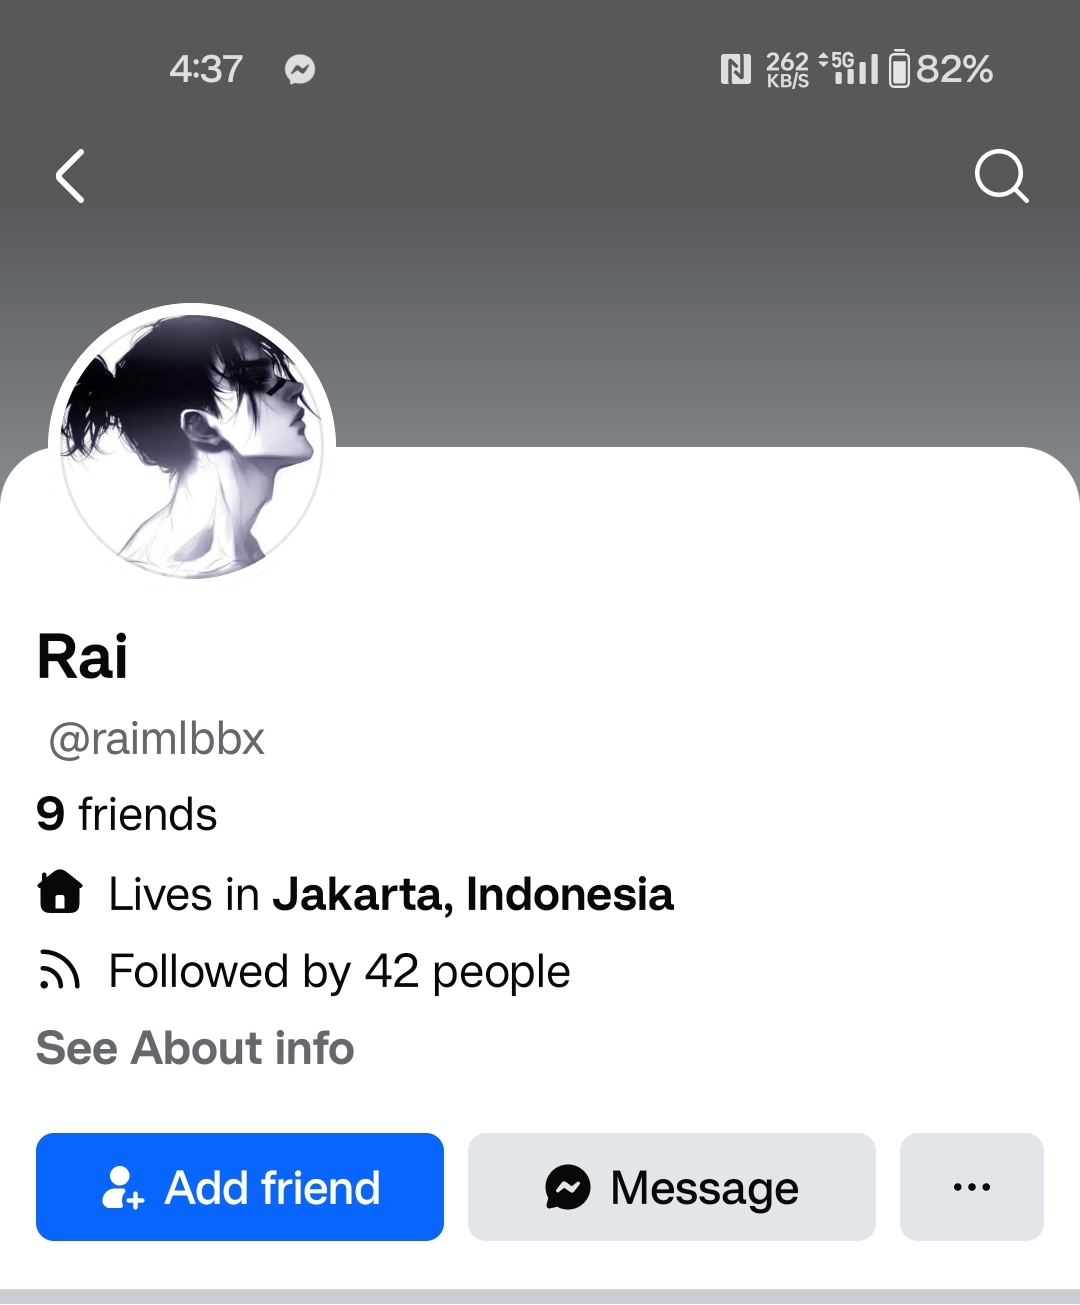 4:37 262 KB/S 5G 82%
Rai
@raimlbbx
9 friends
Lives in Jakarta, Indonesia
Followed by 42 people
See About info
Add friend Message ...